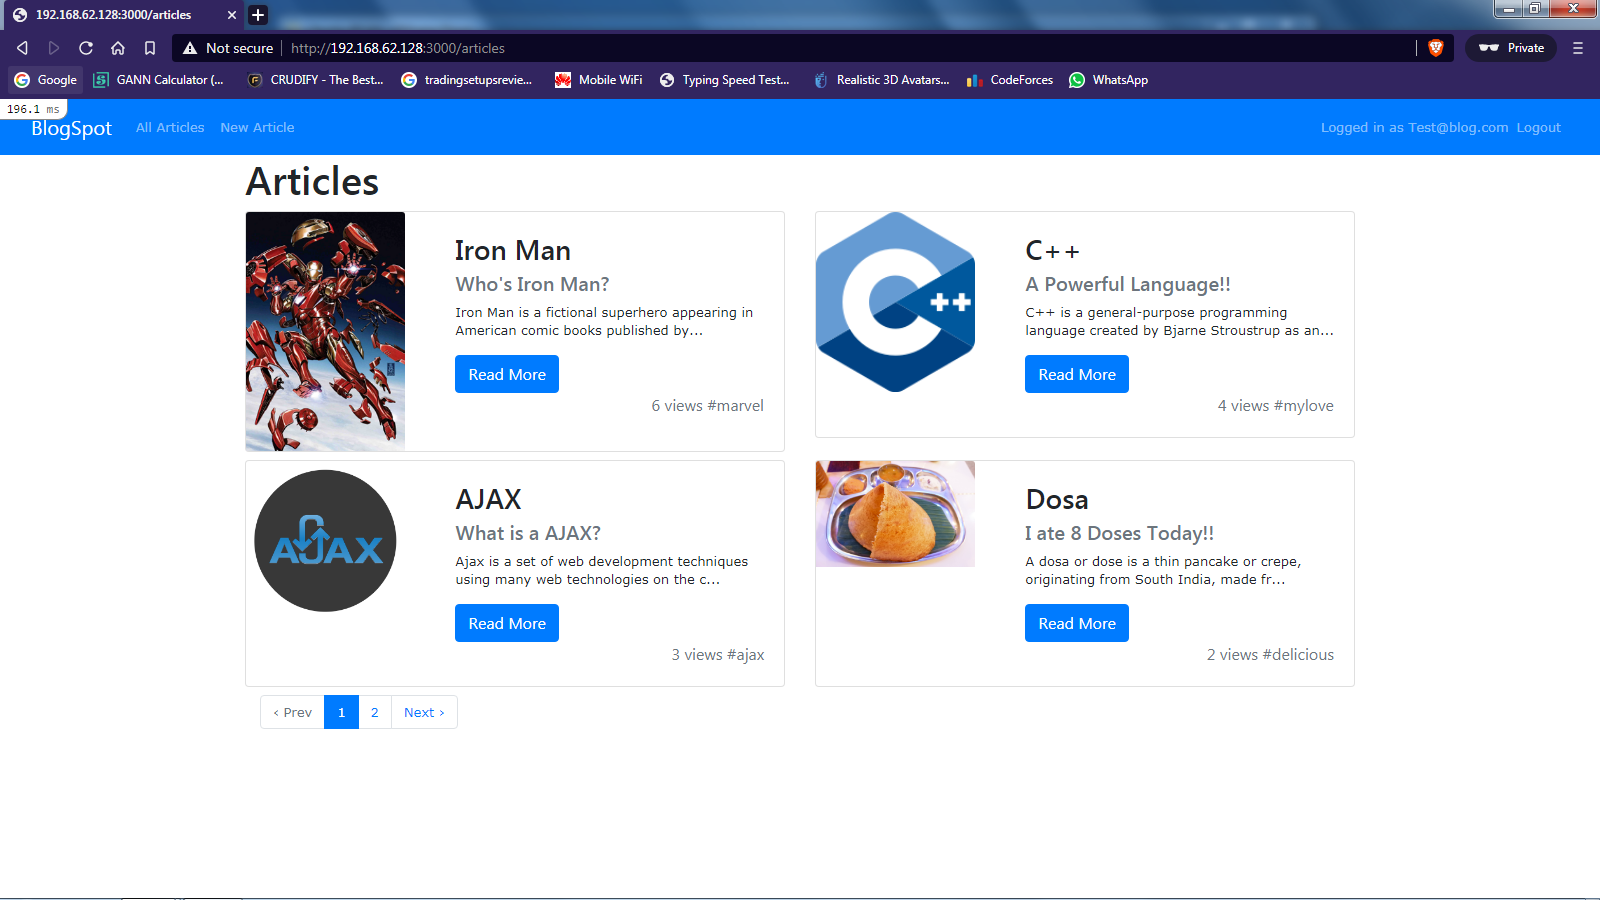 192.168.62.128:3000/articles
Not secure http://192.168.62.128:3000/articles Private
Google GANN Calculator (... CRUDIFY - The Best... tradingsetupsrevie... Mobile WiFi Typing Speed Test... Realistic 3D Avatars... CodeForces WhatsApp
196.1 ms
BlogSpot All Articles New Article Logged in as Test@blog.com Logout
Articles
Iron Man
Who's Iron Man?
Iron Man is a fictional superhero appearing in
American comic books published by...
Read More
6 views #marvel
C++
C++
A Powerful Language!!
C++ is a general-purpose programming
language created by Bjarne Stroustrup as an...
Read More
4 views #mylove
AJAX
AJAX
What is a AJAX?
Ajax is a set of web development techniques
using many web technologies on the c...
Read More
3 views #ajax
Dosa
I ate 8 Doses Today!!
A dosa or dose is a thin pancake or crepe,
originating from South India, made fr...
Read More
2 views #delicious
‹ Prev 1 2 Next ›